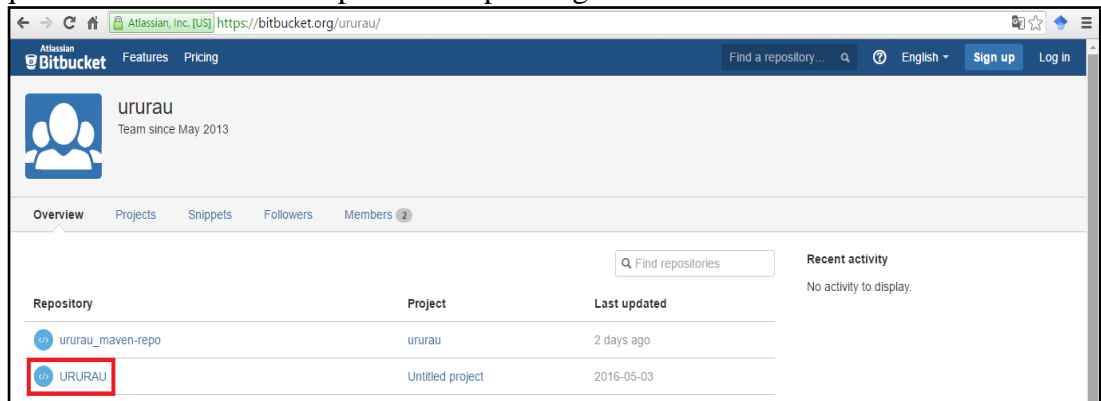 Atlassian, Inc. [US] https://bitbucket.org/ururau/
Atlassian
Bitbucket Features Pricing Find a repository... English Sign up Log in
ururau
Team since May 2013
Overview Projects Snippets Followers Members 2
Find repositories
Recent activity
No activity to display.
Repository Project Last updated
ururau_maven-repo ururau 2 days ago
URURAU Untitled project 2016-05-03